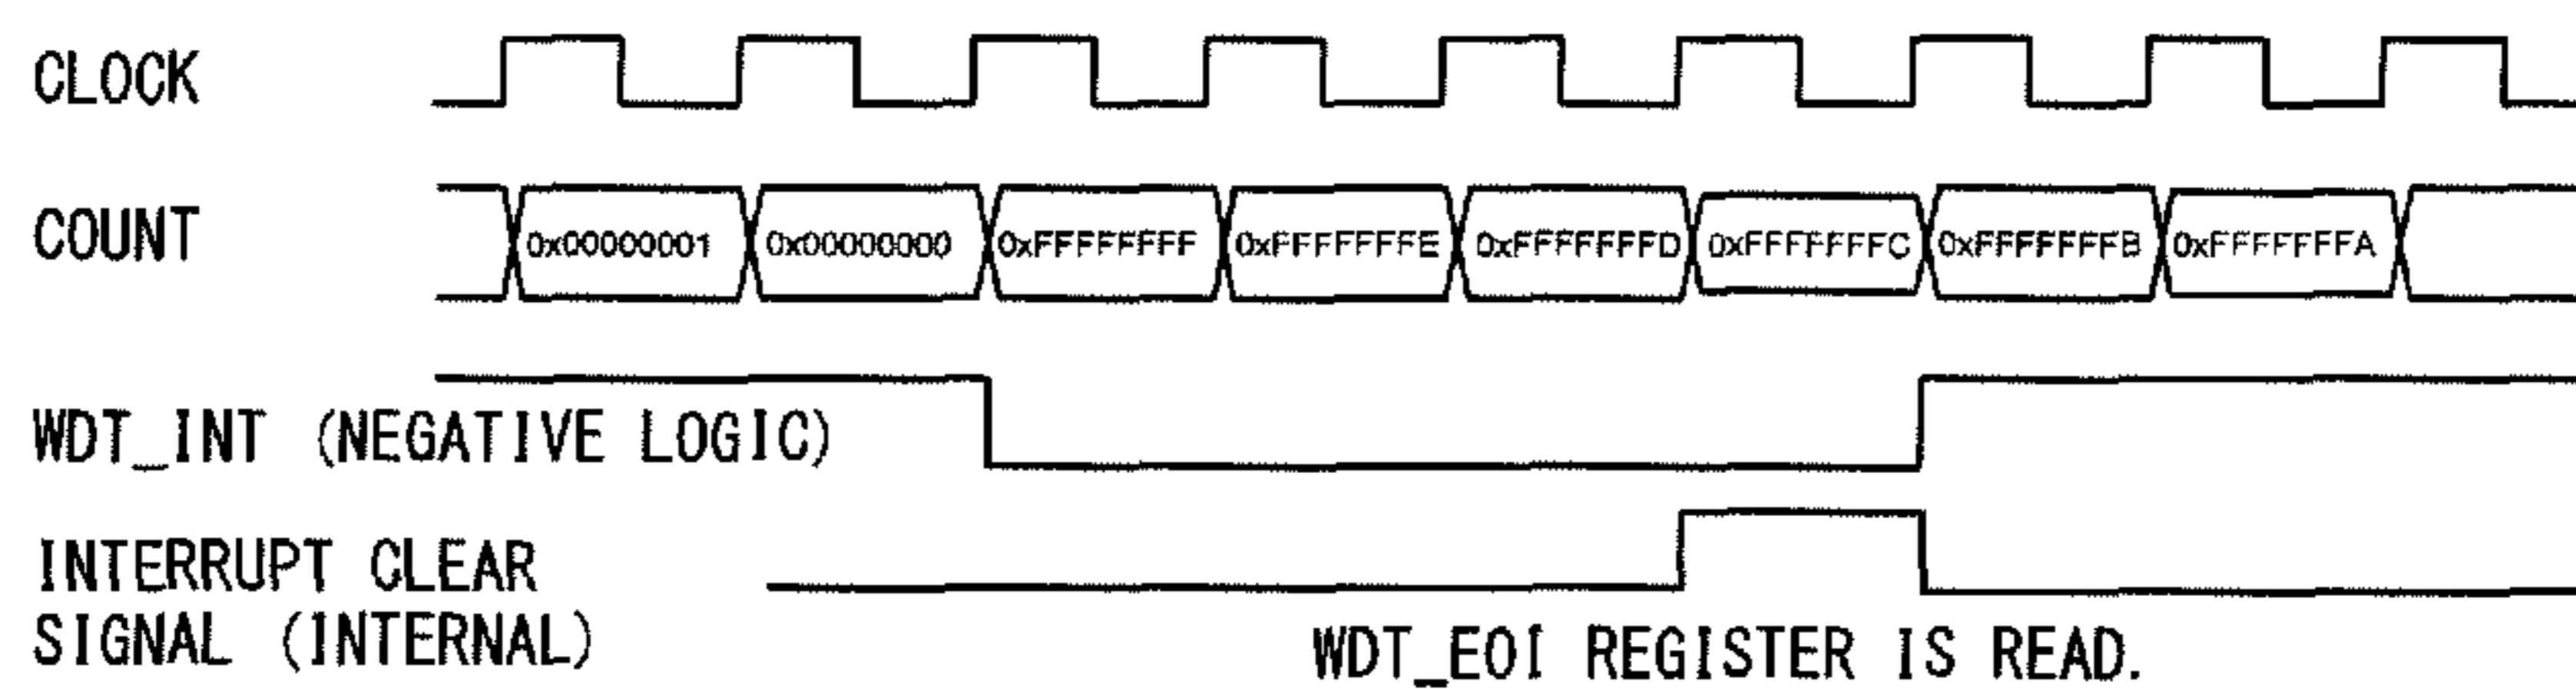 CLOCK
COUNT
0x00000001 0x00000000 0xFFFFFFFF 0xFFFFFFFE 0xFFFFFFFD 0xFFFFFFFC 0xFFFFFFFB 0xFFFFFFFA
WDT_INT (NEGATIVE LOGIC)
INTERRUPT CLEAR
SIGNAL (INTERNAL)
WDT_EOI REGISTER IS READ.